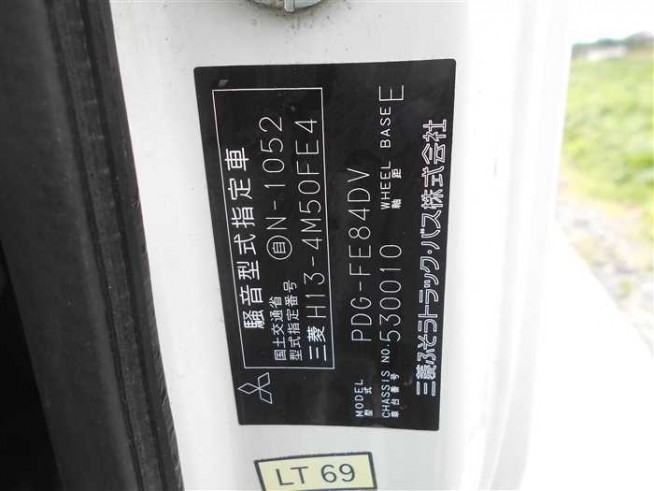 騒音型式指定車
国土交通省
型式指定番号 自 N-1052
三菱 H13-4M50FE4
MODEL
型式 PDG-FE84DV
CHASSIS NO. 530010 WHEEL BASE E
車台番号 軸距
三菱ふそうトラック・バス株式会社
LT 69